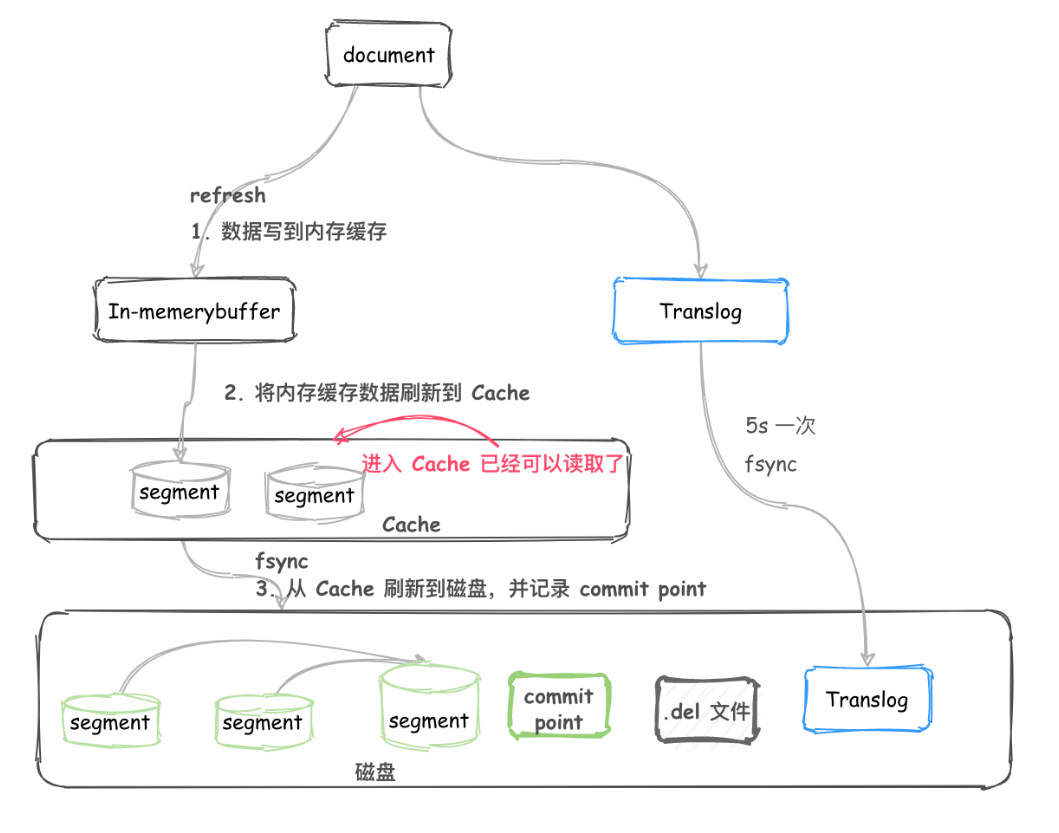 document
refresh
1. 数据写到内存缓存
In-memerybuffer
Translog
2. 将内存缓存数据刷新到 Cache
5s 一次
fsync
进入 Cache 已经可以读取了
segment
segment
Cache
fsync
3. 从 Cache 刷新到磁盘，并记录 commit point
segment
segment
segment
commit
point
.del 文件
Translog
磁盘